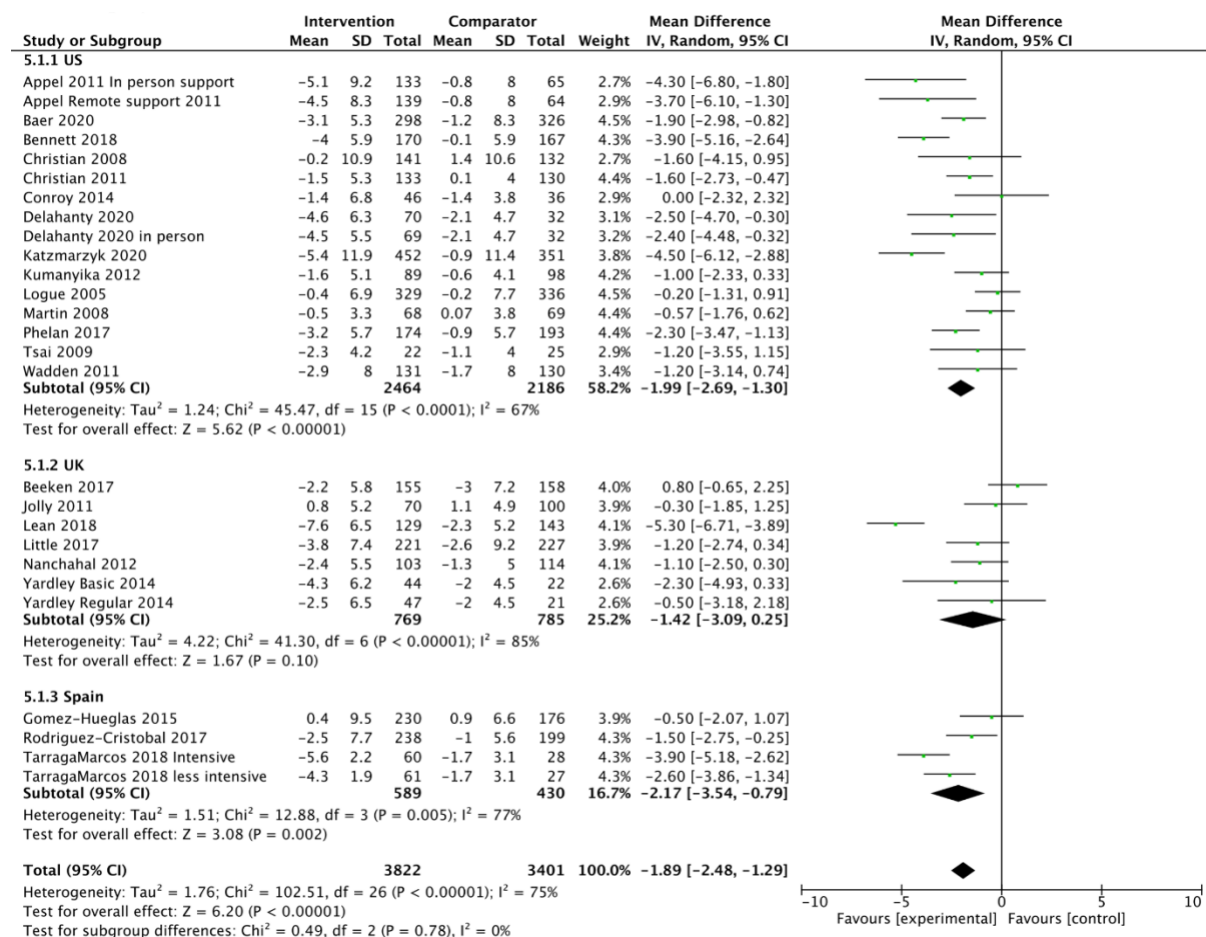 Intervention Comparator Mean Difference Mean Difference
Study or Subgroup Mean SD Total Mean SD Total Weight IV, Random, 95% CI IV, Random, 95% CI
5.1.1 US
Appel 2011 In person support −5.1 9.2 133 −0.8 8 65 2.7% −4.30 [−6.80, −1.80]
Appel Remote support 2011 −4.5 8.3 139 −0.8 8 64 2.9% −3.70 [−6.10, −1.30]
Baer 2020 −3.1 5.3 298 −1.2 8.3 326 4.5% −1.90 [−2.98, −0.82]
Bennett 2018 −4 5.9 170 −0.1 5.9 167 4.3% −3.90 [−5.16, −2.64]
Christian 2008 −0.2 10.9 141 1.4 10.6 132 2.7% −1.60 [−4.15, 0.95]
Christian 2011 −1.5 5.3 133 0.1 4 130 4.4% −1.60 [−2.73, −0.47]
Conroy 2014 −1.4 6.8 46 −1.4 3.8 36 2.9% 0.00 [−2.32, 2.32]
Delahanty 2020 −4.6 6.3 70 −2.1 4.7 32 3.1% −2.50 [−4.70, −0.30]
Delahanty 2020 in person −4.5 5.5 69 −2.1 4.7 32 3.2% −2.40 [−4.48, −0.32]
Katzmarzyk 2020 −5.4 11.9 452 −0.9 11.4 351 3.8% −4.50 [−6.12, −2.88]
Kumanyika 2012 −1.6 5.1 89 −0.6 4.1 98 4.2% −1.00 [−2.33, 0.33]
Logue 2005 −0.4 6.9 329 −0.2 7.7 336 4.5% −0.20 [−1.31, 0.91]
Martin 2008 −0.5 3.3 68 0.07 3.8 69 4.4% −0.57 [−1.76, 0.62]
Phelan 2017 −3.2 5.7 174 −0.9 5.7 193 4.4% −2.30 [−3.47, −1.13]
Tsai 2009 −2.3 4.2 22 −1.1 4 25 2.9% −1.20 [−3.55, 1.15]
Wadden 2011 −2.9 8 131 −1.7 8 130 3.4% −1.20 [−3.14, 0.74]
Subtotal (95% CI) 2464 2186 58.2% −1.99 [−2.69, −1.30]
Heterogeneity: Tau² = 1.24; Chi² = 45.47, df = 15 (P < 0.0001); I² = 67%
Test for overall effect: Z = 5.62 (P < 0.00001)
5.1.2 UK
Beeken 2017 −2.2 5.8 155 −3 7.2 158 4.0% 0.80 [−0.65, 2.25]
Jolly 2011 0.8 5.2 70 1.1 4.9 100 3.9% −0.30 [−1.85, 1.25]
Lean 2018 −7.6 6.5 129 −2.3 5.2 143 4.1% −5.30 [−6.71, −3.89]
Little 2017 −3.8 7.4 221 −2.6 9.2 227 3.9% −1.20 [−2.74, 0.34]
Nanchahal 2012 −2.4 5.5 103 −1.3 5 114 4.1% −1.10 [−2.50, 0.30]
Yardley Basic 2014 −4.3 6.2 44 −2 4.5 22 2.6% −2.30 [−4.93, 0.33]
Yardley Regular 2014 −2.5 6.5 47 −2 4.5 21 2.6% −0.50 [−3.18, 2.18]
Subtotal (95% CI) 769 785 25.2% −1.42 [−3.09, 0.25]
Heterogeneity: Tau² = 4.22; Chi² = 41.30, df = 6 (P < 0.00001); I² = 85%
Test for overall effect: Z = 1.67 (P = 0.10)
5.1.3 Spain
Gomez−Hueglas 2015 0.4 9.5 230 0.9 6.6 176 3.9% −0.50 [−2.07, 1.07]
Rodriguez−Cristobal 2017 −2.5 7.7 238 −1 5.6 199 4.3% −1.50 [−2.75, −0.25]
TarragaMarcos 2018 Intensive −5.6 2.2 60 −1.7 3.1 28 4.3% −3.90 [−5.18, −2.62]
TarragaMarcos 2018 less intensive −4.3 1.9 61 −1.7 3.1 27 4.3% −2.60 [−3.86, −1.34]
Subtotal (95% CI) 589 430 16.7% −2.17 [−3.54, −0.79]
Heterogeneity: Tau² = 1.51; Chi² = 12.88, df = 3 (P = 0.005); I² = 77%
Test for overall effect: Z = 3.08 (P = 0.002)
Total (95% CI) 3822 3401 100.0% −1.89 [−2.48, −1.29]
Heterogeneity: Tau² = 1.76; Chi² = 102.51, df = 26 (P < 0.00001); I² = 75%
Test for overall effect: Z = 6.20 (P < 0.00001)
Test for subgroup differences: Chi² = 0.49, df = 2 (P = 0.78), I² = 0%
−10 −5 0 5 10
Favours [experimental] Favours [control]